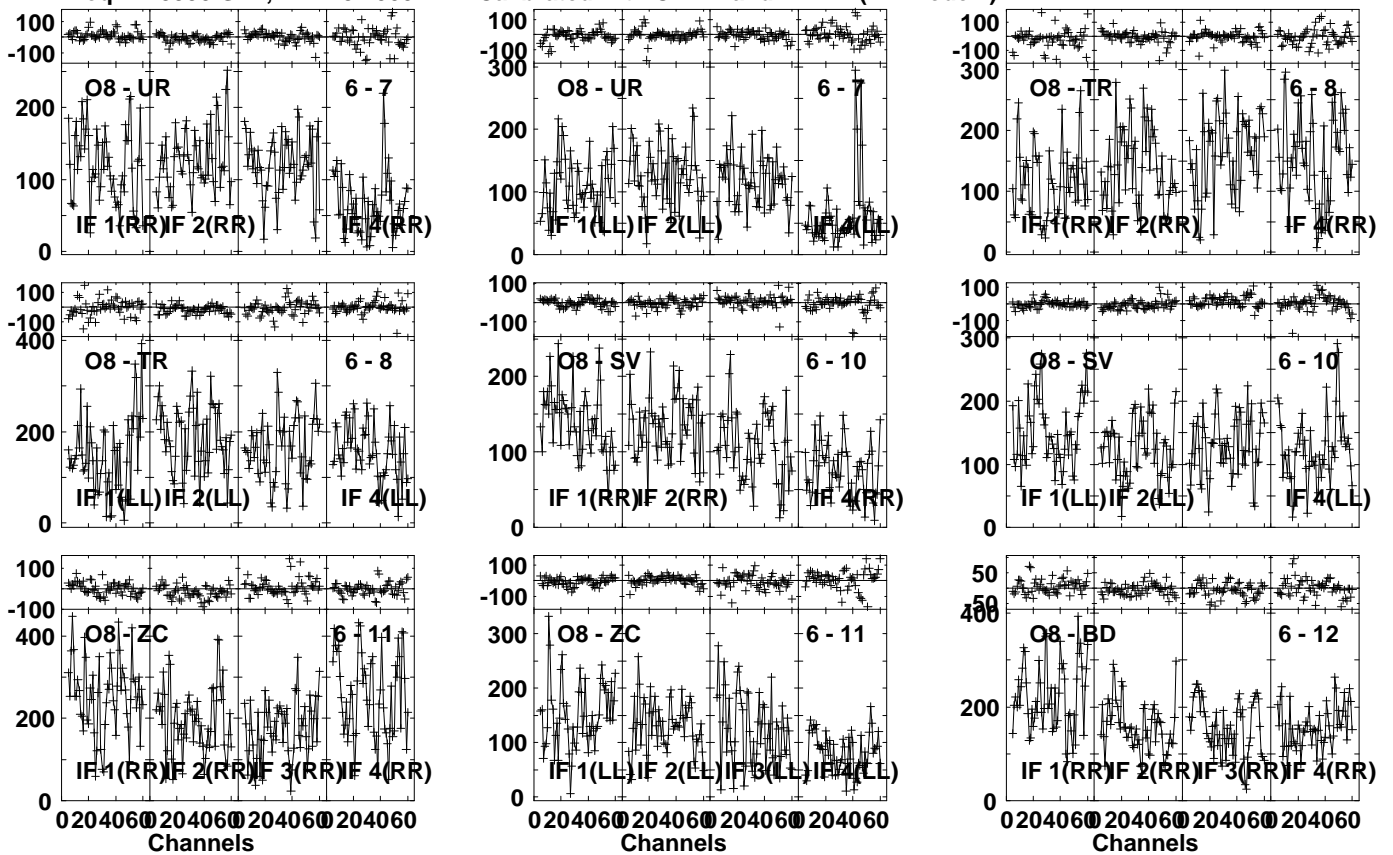 100 100 100
-100 -100 -100
O8 - UR 6 - 7 O8 - UR 6 - 7 O8 - TR 6 - 8
300 300
200 200 200
100 100 100
IF 1(RR) IF 2(RR) IF 4(RR) IF 1(LL) IF 2(LL) IF 4(LL) IF 1(RR) IF 2(RR) IF 4(RR)
0 0 0
100 100 100
-100 -100 -100
400 300
O8 - TR 6 - 8 O8 - SV 6 - 10 O8 - SV 6 - 10
200 200 200
100 100
IF 1(LL) IF 2(LL) IF 4(LL) IF 1(RR) IF 2(RR) IF 4(RR) IF 1(LL) IF 2(LL) IF 4(LL)
0 0 0
100 100 50
-100 -100 -50
400 400
O8 - ZC 6 - 11 O8 - ZC 6 - 11 O8 - BD 6 - 12
300
200 200 200
100
IF 1(RR) IF 2(RR) IF 3(RR) IF 4(RR) IF 1(LL) IF 2(LL) IF 3(LL) IF 4(LL) IF 1(RR) IF 2(RR) IF 3(RR) IF 4(RR)
0 0 0
0 20 40 60 0 20 40 60 0 20 40 60 0 20 40 60 0 20 40 60 0 20 40 60 0 20 40 60 0 20 40 60 0 20 40 60 0 20 40 60 0 20 40 60 0 20 40 60
Channels Channels Channels